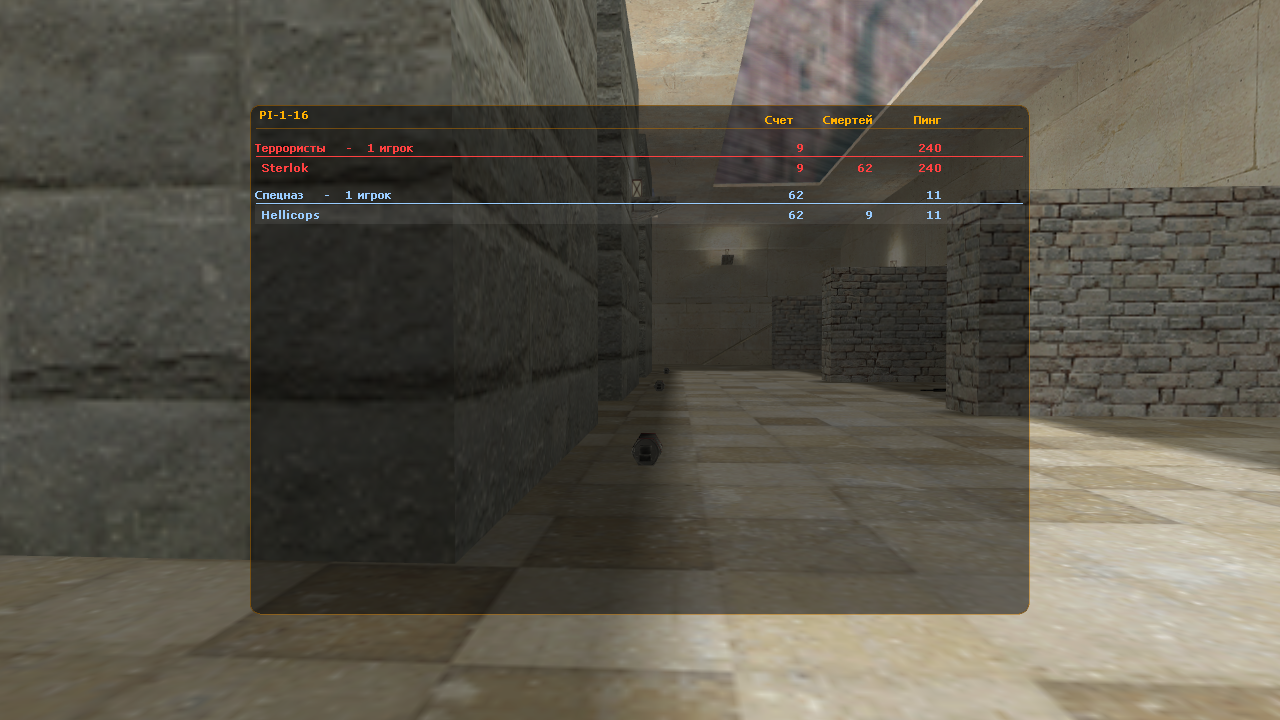 PI-1-16
Счет Смертей Пинг
Террористы - 1 игрок 9 240
Sterlok 9 62 240
Спецназ - 1 игрок 62 11
Hellicops 62 9 11